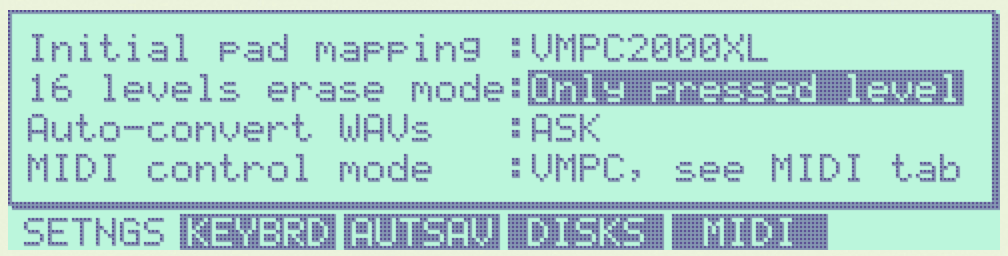 Initial pad mapping :VMPC2000XL
16 levels erase mode:Only pressed level
Auto-convert WAVs :ASK
MIDI control mode :VMPC, see MIDI tab
SETNGS KEYBRD AUTSAV DISKS MIDI